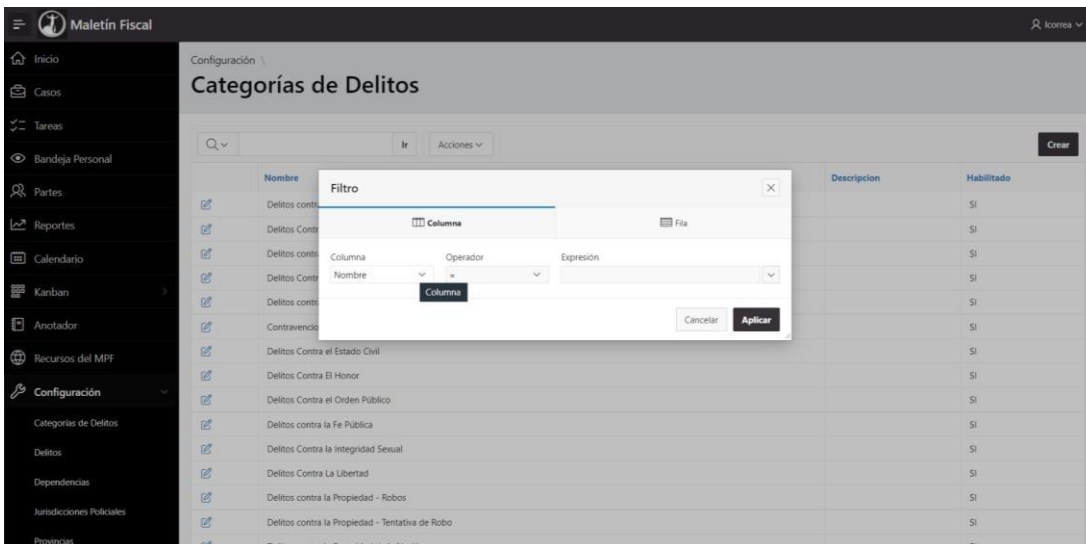 Maletín Fiscal
lcorrea
Inicio
Casos
Tareas
Bandeja Personal
Partes
Reportes
Calendario
Kanban
Anotador
Recursos del MPF
Configuración
Categorías de Delitos
Delitos
Dependencias
Jurisdicciones Policiales
Provincias
Configuración \
Categorías de Delitos
Ir
Acciones
Crear
Nombre
Descripcion
Habilitado
Delitos contr
SI
Delitos Contr
SI
Delitos contr
SI
Delitos Contr
SI
Delitos contr
SI
Contravencio
SI
Delitos Contra el Estado Civil
SI
Delitos Contra El Honor
SI
Delitos Contra el Orden Público
SI
Delitos contra la Fe Pública
SI
Delitos Contra la Integridad Sexual
SI
Delitos Contra La Libertad
SI
Delitos contra la Propiedad - Robos
SI
Delitos contra la Propiedad - Tentativa de Robo
SI
Filtro
Columna
Fila
Columna
Operador
Expresión
Nombre
=
Columna
Cancelar
Aplicar